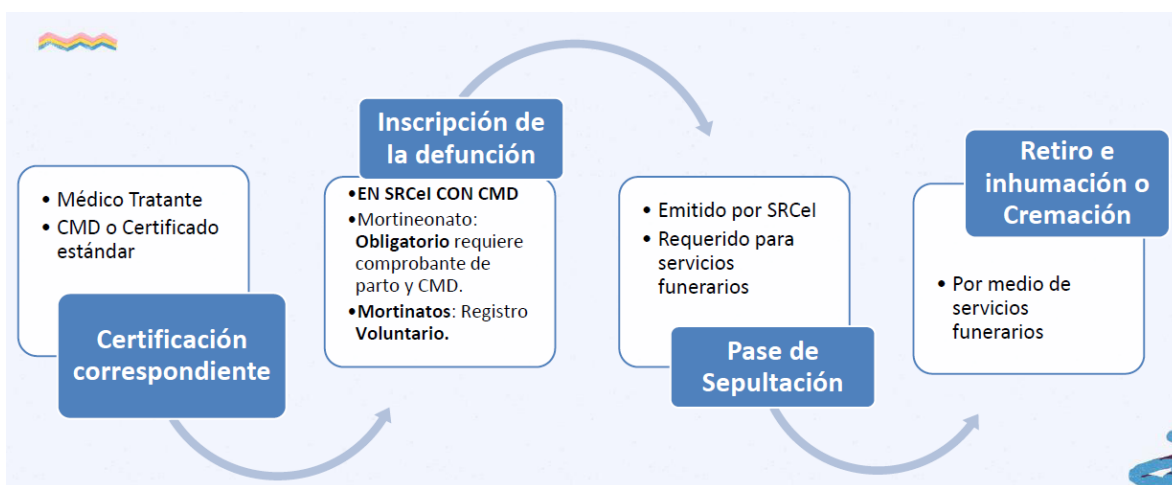 • Médico Tratante
• CMD o Certificado
estándar
Certificación
correspondiente
Inscripción de
la defunción
•EN SRCeI CON CMD
•Mortineonato:
Obligatorio requiere
comprobante de
parto y CMD.
•Mortinatos: Registro
Voluntario.
• Emitido por SRCeI
• Requerido para
servicios
funerarios
Pase de
Sepultación
Retiro e
inhumación o
Cremación
• Por medio de
servicios
funerarios